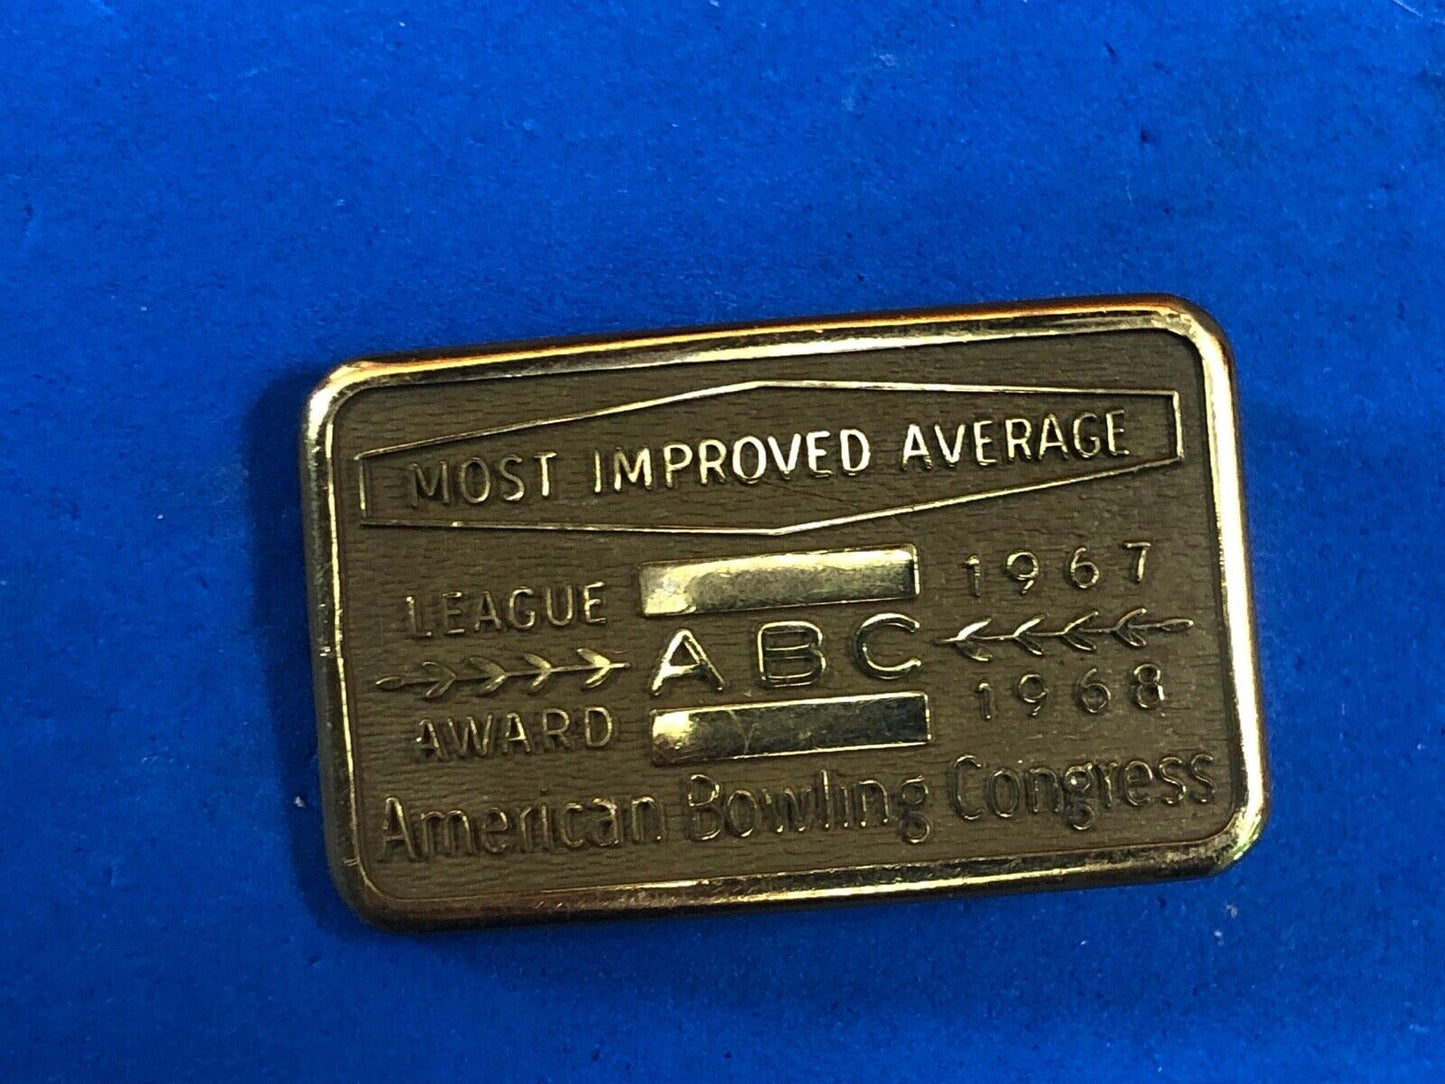 MOST IMPROVED AVERAGE
LEAGUE 1967
ABC
AWARD 1968
American Bowling Congress